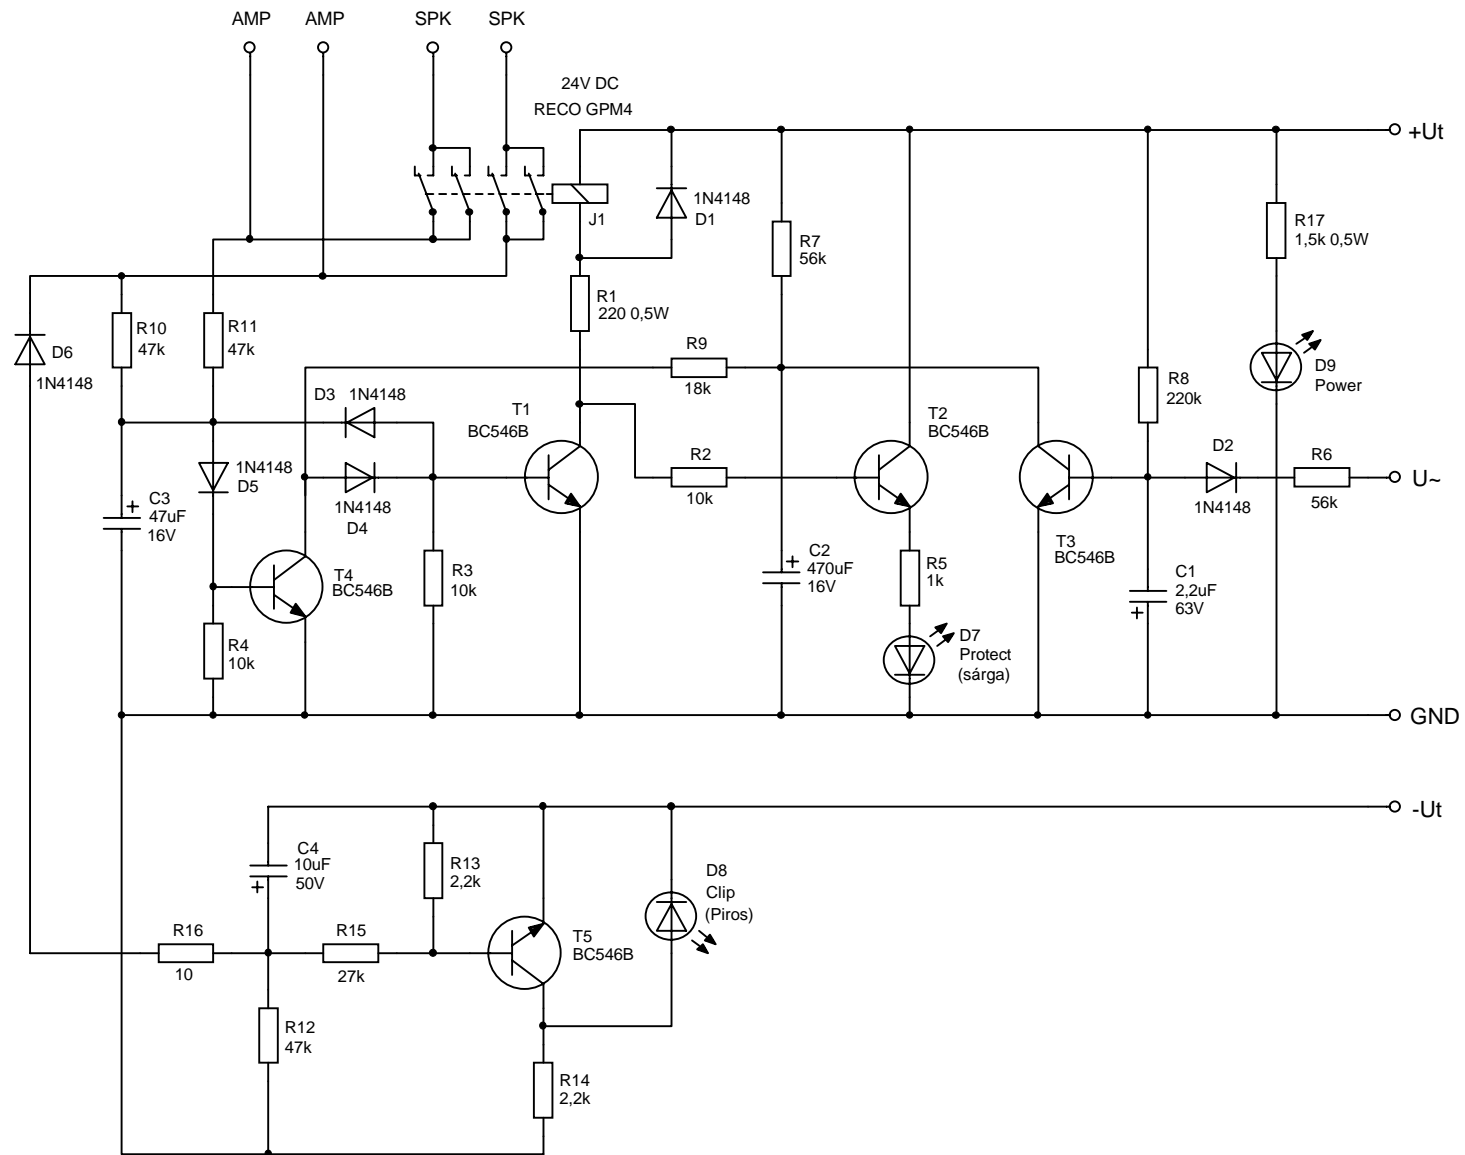 AMP
AMP
SPK
SPK
24V DC
RECO GPM4
+Ut
J1
1N4148
D1
R7
56k
R17
1,5k 0,5W
R1
220 0,5W
R10
47k
R11
47k
D6
1N4148
R9
18k
D9
Power
R8
220k
D3
1N4148
T1
BC546B
T2
BC546B
D2
1N4148
R6
56k
U~
1N4148
D5
R2
10k
1N4148
D4
C3
47uF
16V
+
T4
BC546B
R3
10k
+
C2
470uF
16V
R5
1k
T3
BC546B
C1
2,2uF
63V
+
R4
10k
D7
Protect
(sárga)
GND
-Ut
C4
10uF
50V
+
R13
2,2k
D8
Clip
(Piros)
R16
10
R15
27k
T5
BC546B
R12
47k
R14
2,2k